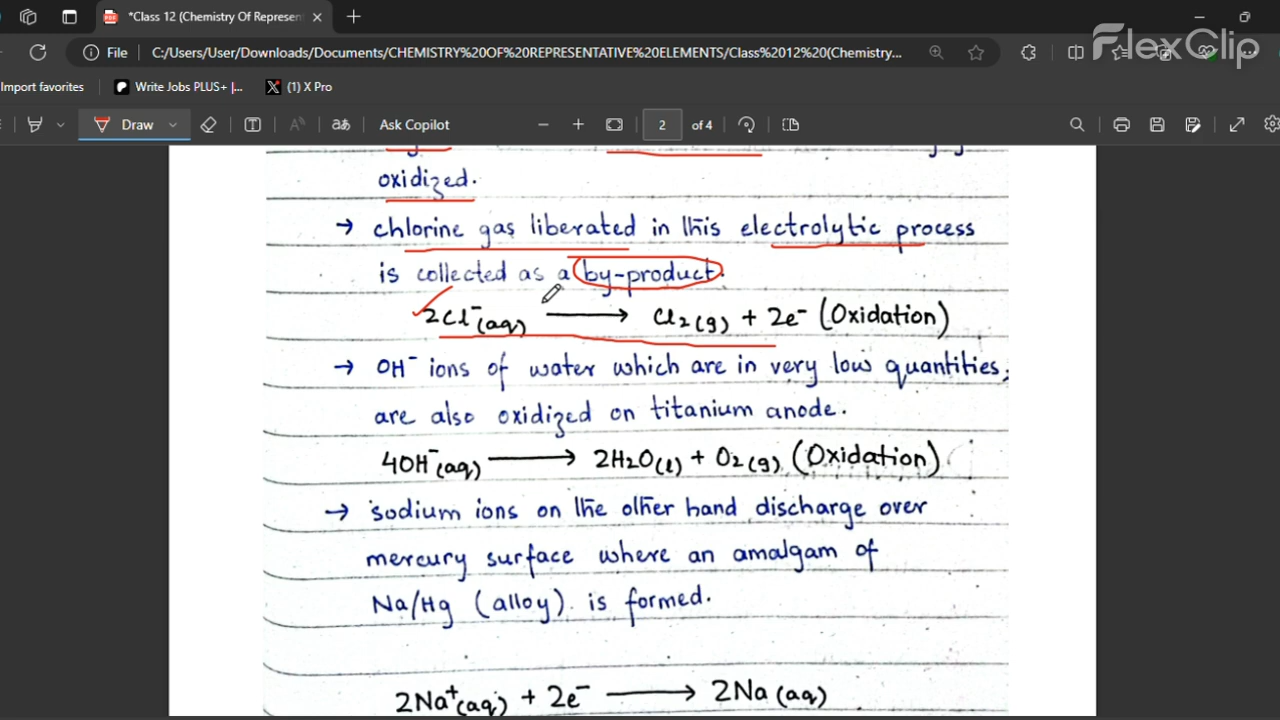 *Class 12 (Chemistry Of Represen
FlexClip
File
C:/Users/User/Downloads/Documents/CHEMISTRY%20OF%20REPRESENTATIVE%20ELEMENTS/Class%2012%20(Chemistry...
Import favorites
Write Jobs PLUS+ |...
(1) X Pro
Draw
Ask Copilot
2
of 4
oxidized.
→ chlorine gas liberated in this electrolytic process
is collected as a by-product.
2Cl⁻(aq) ⟶ Cl₂(g) + 2e⁻ (Oxidation)
→ OH⁻ ions of water which are in very low quantities,
are also oxidized on titanium anode.
4OH⁻(aq) ⟶ 2H₂O(l) + O₂(g) (Oxidation)
→ sodium ions on the other hand discharge over
mercury surface where an amalgam of
Na/Hg (alloy). is formed.
2Na⁺(aq) + 2e⁻ ⟶ 2Na(aq)